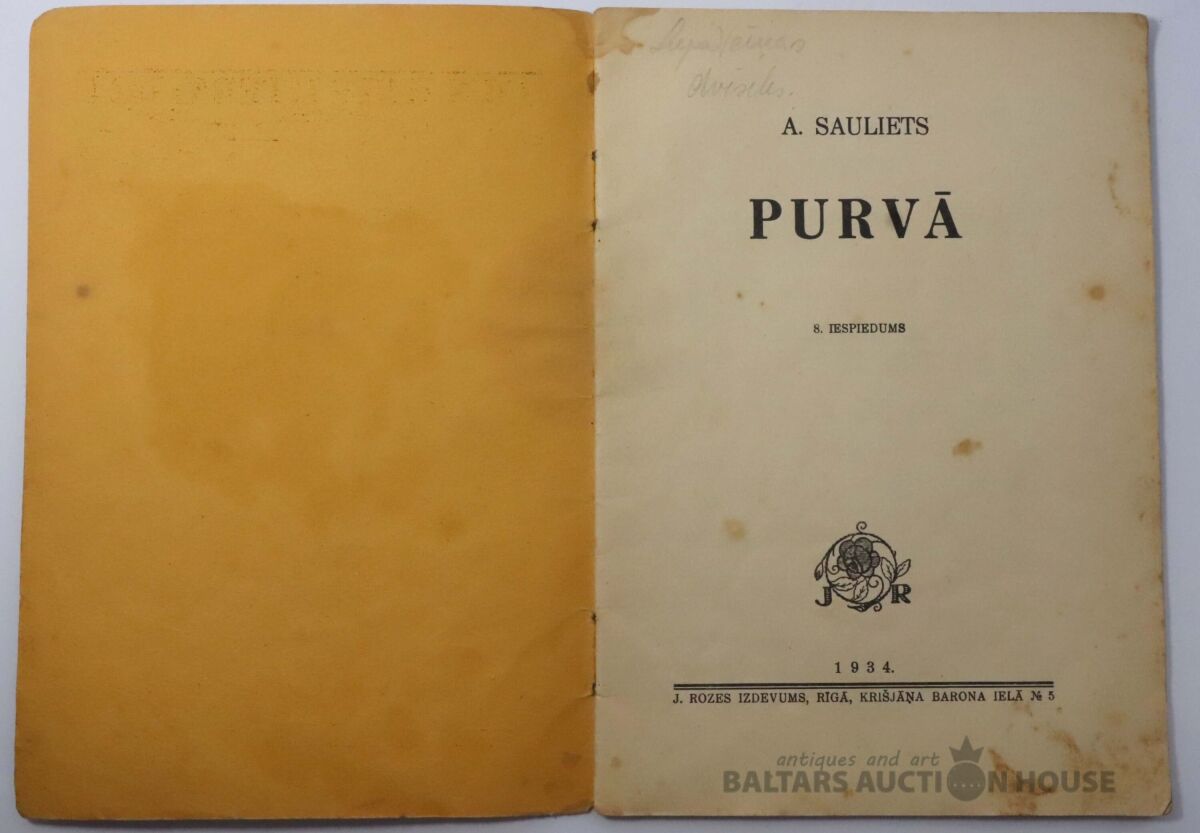 A. SAULIETS
PURVĀ
8. IESPIEDUMS
J R
1934.
J. ROZES IZDEVUMS, RĪGĀ, KRIŠJĀŅA BARONA IELĀ № 5
antiques and art
BALTARS AUCTION HOUSE